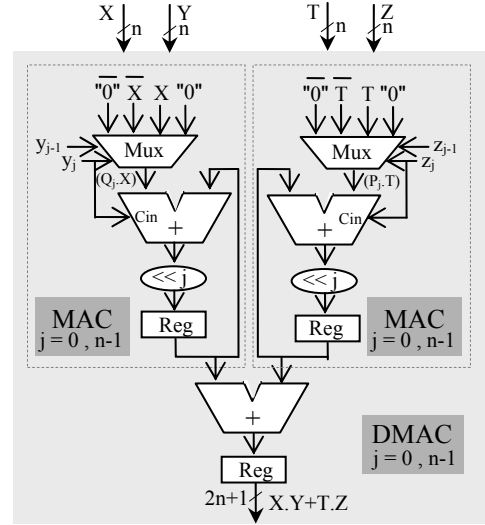 X Y T Z
n n n n
"0̅" X̅ X "0" "0̅" T̅ T "0"
yj-1 Mux Mux zj-1
yj zj
(Qj.X) (Pj.T)
Cin + Cin +
<< j << j
MAC Reg Reg MAC
j = 0 , n-1 j = 0 , n-1
+
DMAC
j = 0 , n-1
Reg
2n+1 X.Y+T.Z